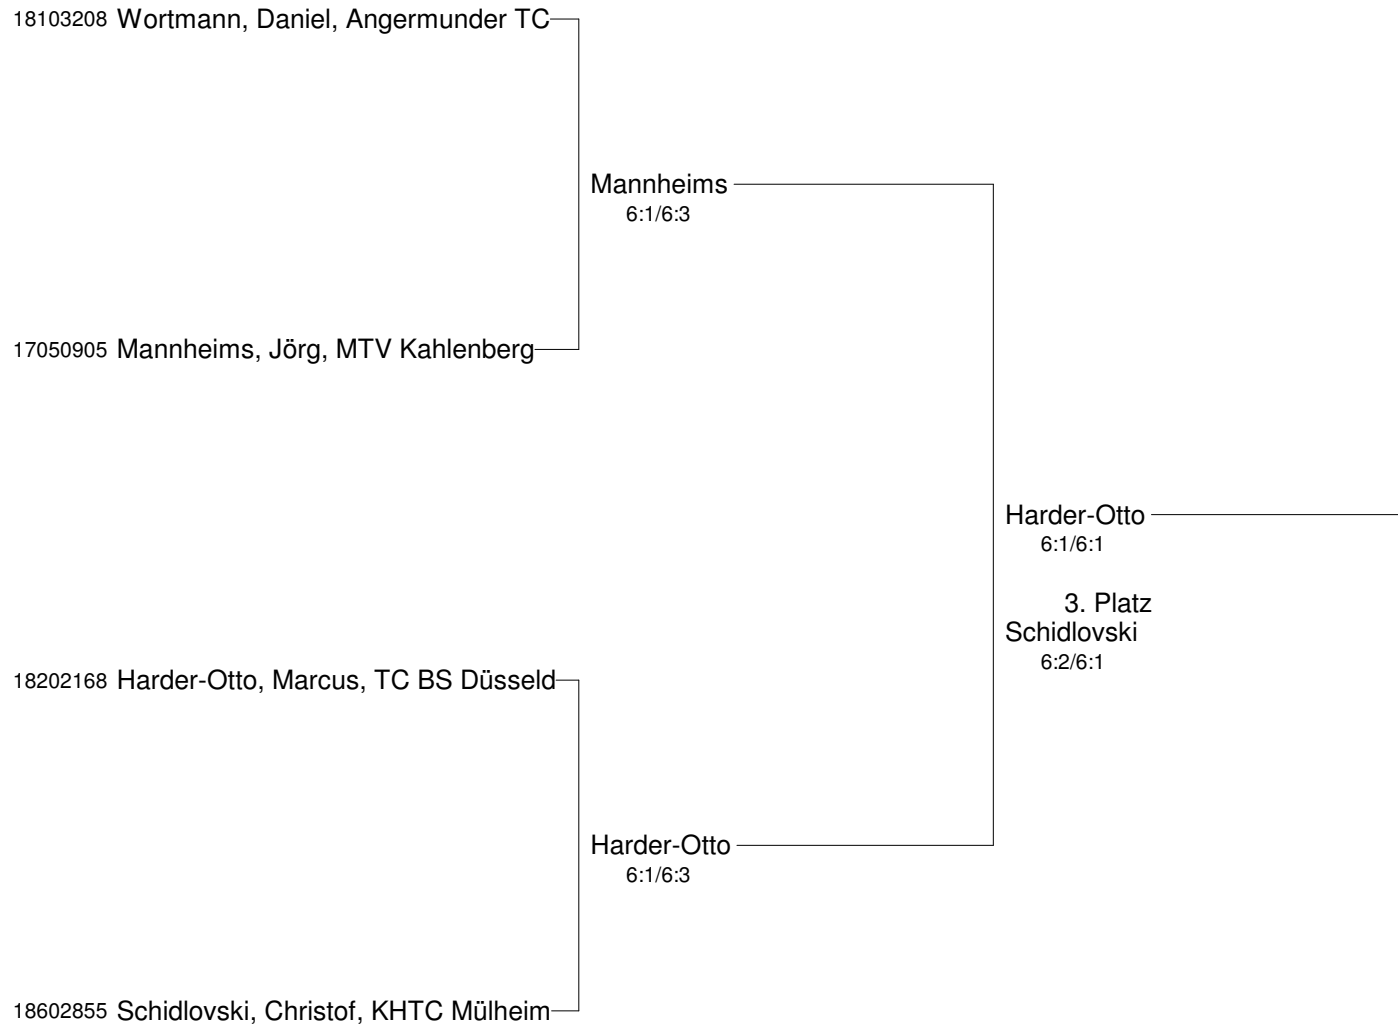 18103208 Wortmann, Daniel, Angermunder TC
Mannheims
6:1/6:3
17050905 Mannheims, Jörg, MTV Kahlenberg
Harder-Otto
6:1/6:1
3. Platz
Schidlovski
6:2/6:1
18202168 Harder-Otto, Marcus, TC BS Düsseld
Harder-Otto
6:1/6:3
18602855 Schidlovski, Christof, KHTC Mülheim